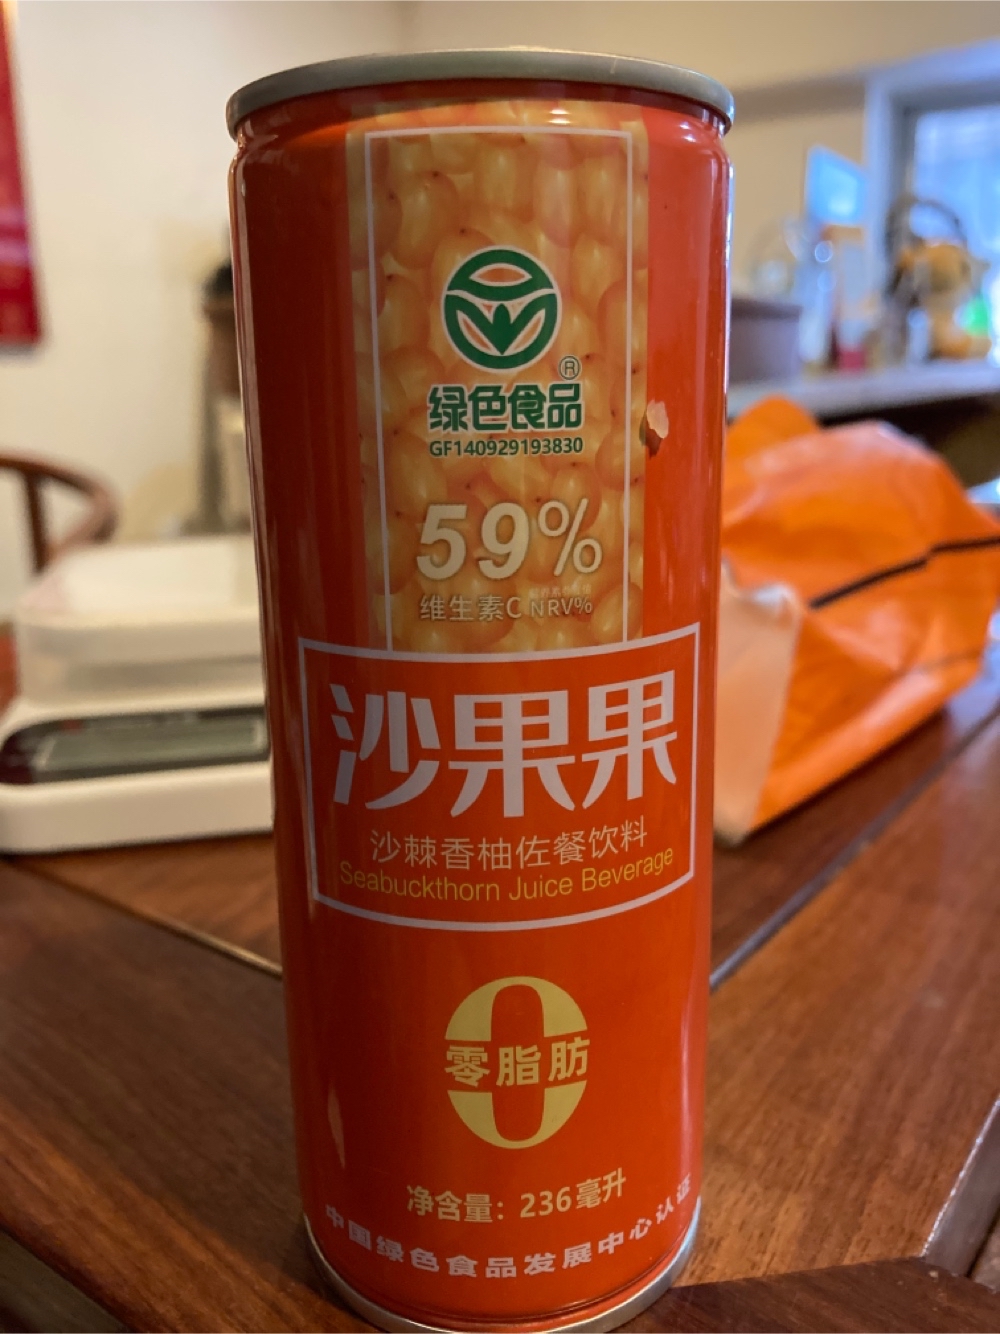 ®
绿色食品
GF140929193830
59%
维生素C NRV%
沙果果
沙棘香柚佐餐饮料
Seabuckthorn Juice Beverage
零脂肪
净含量：236毫升
中国绿色食品发展中心认证